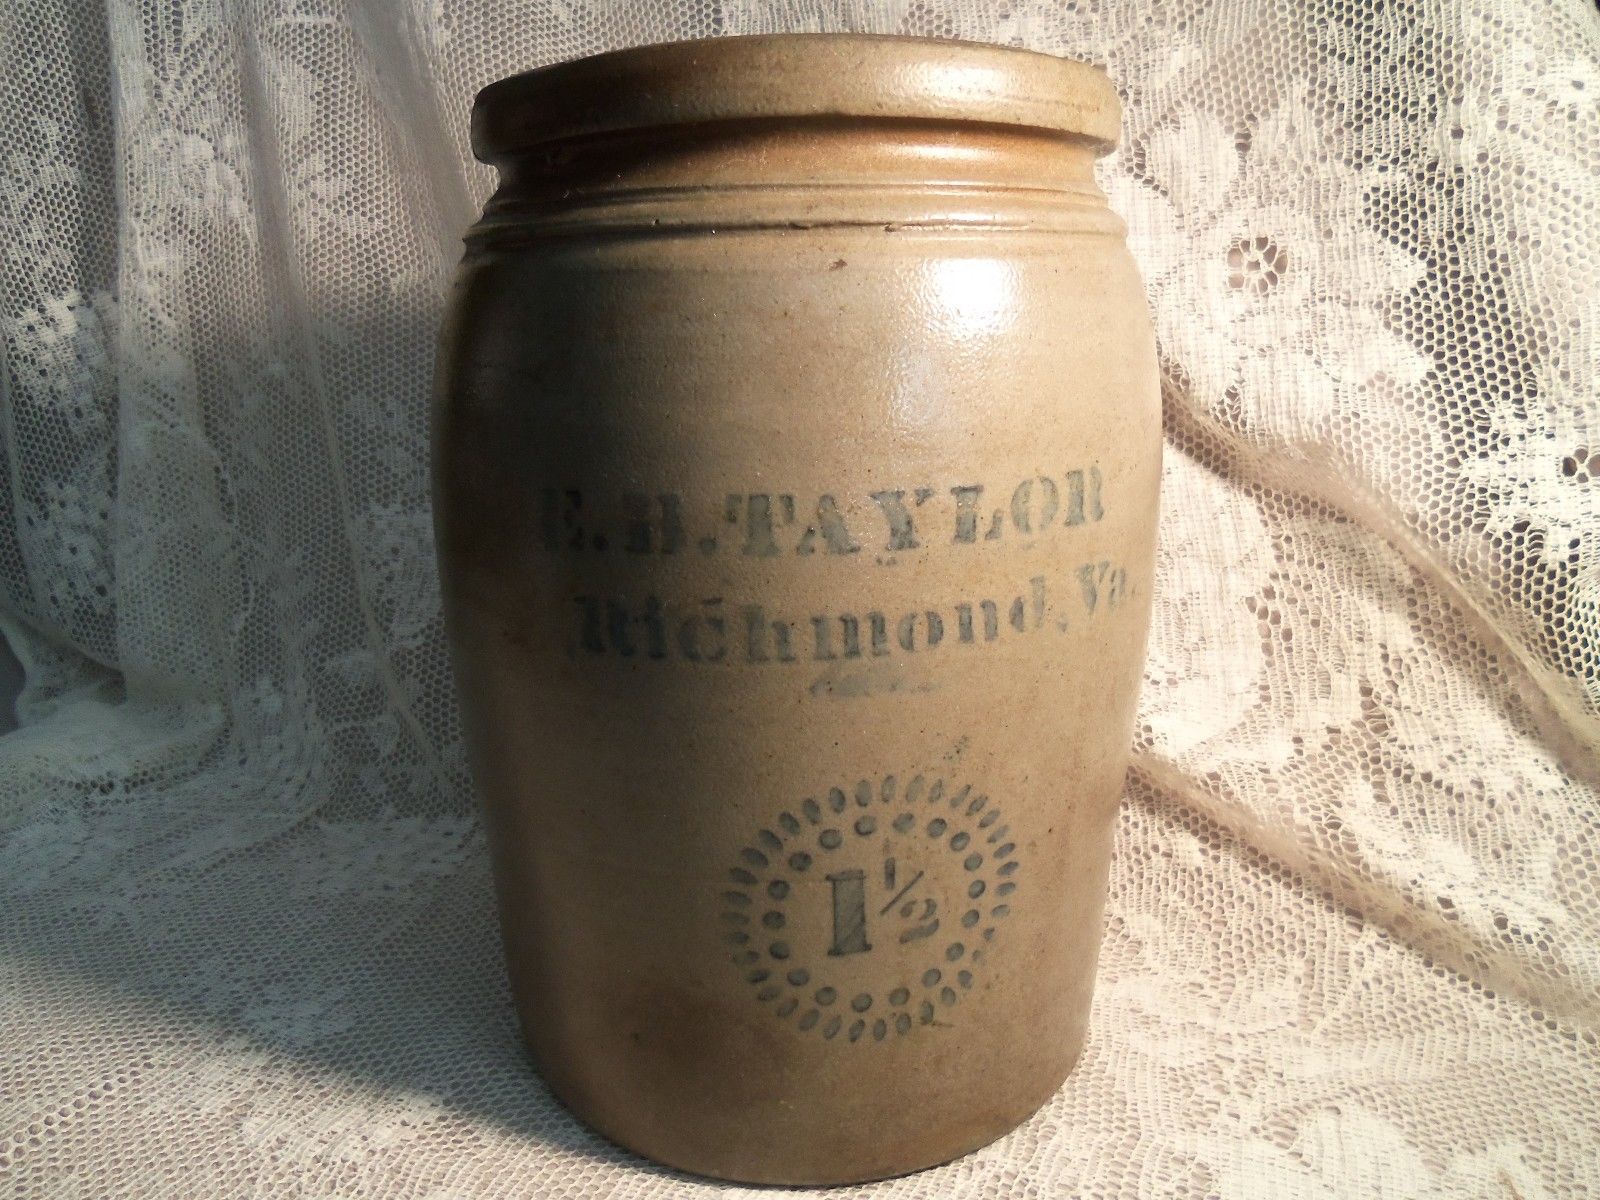 E.B.TAYLOR
Richmond,Va.
1½